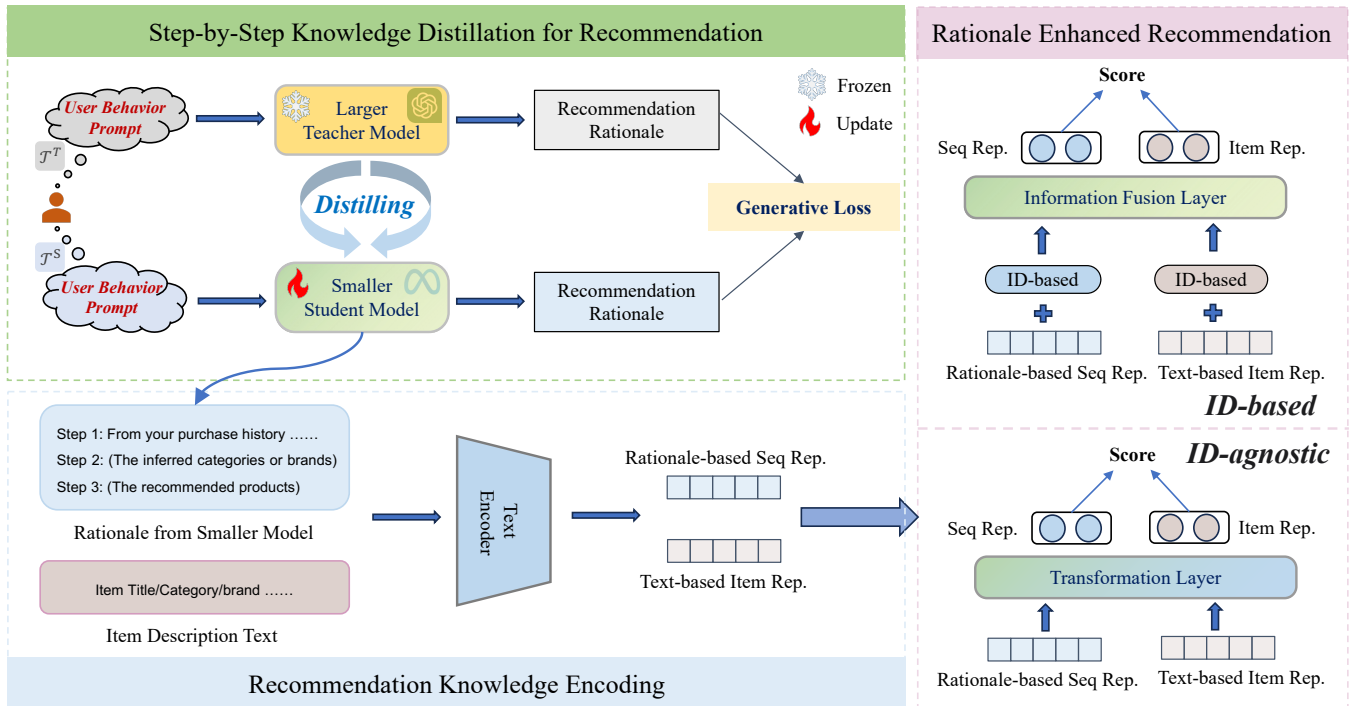 Step-by-Step Knowledge Distillation for Recommendation
User Behavior
Prompt
𝒯ᵀ
Larger
Teacher Model
Recommendation
Rationale
Frozen
Update
Distilling
Generative Loss
𝒯ˢ
User Behavior
Prompt
Smaller
Student Model
Recommendation
Rationale
Step 1: From your purchase history ……
Step 2: (The inferred categories or brands)
Step 3: (The recommended products)
Rationale from Smaller Model
Item Title/Category/brand ……
Item Description Text
Text
Encoder
Rationale-based Seq Rep.
Text-based Item Rep.
Recommendation Knowledge Encoding
Rationale Enhanced Recommendation
Score
Seq Rep.
Item Rep.
Information Fusion Layer
ID-based
ID-based
Rationale-based Seq Rep.
Text-based Item Rep.
ID-based
Score
ID-agnostic
Seq Rep.
Item Rep.
Transformation Layer
Rationale-based Seq Rep.
Text-based Item Rep.